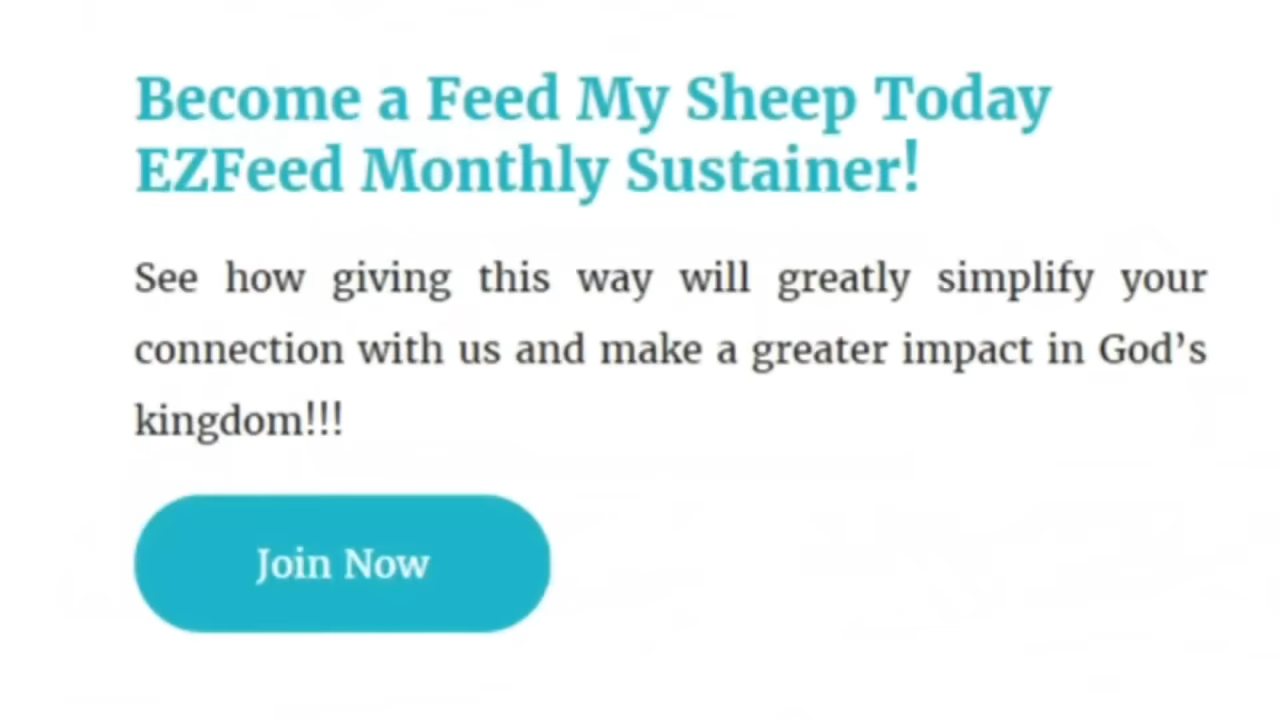 Become a Feed My Sheep Today
EZFeed Monthly Sustainer!
See how giving this way will greatly simplify your
connection with us and make a greater impact in God’s
kingdom!!!
Join Now